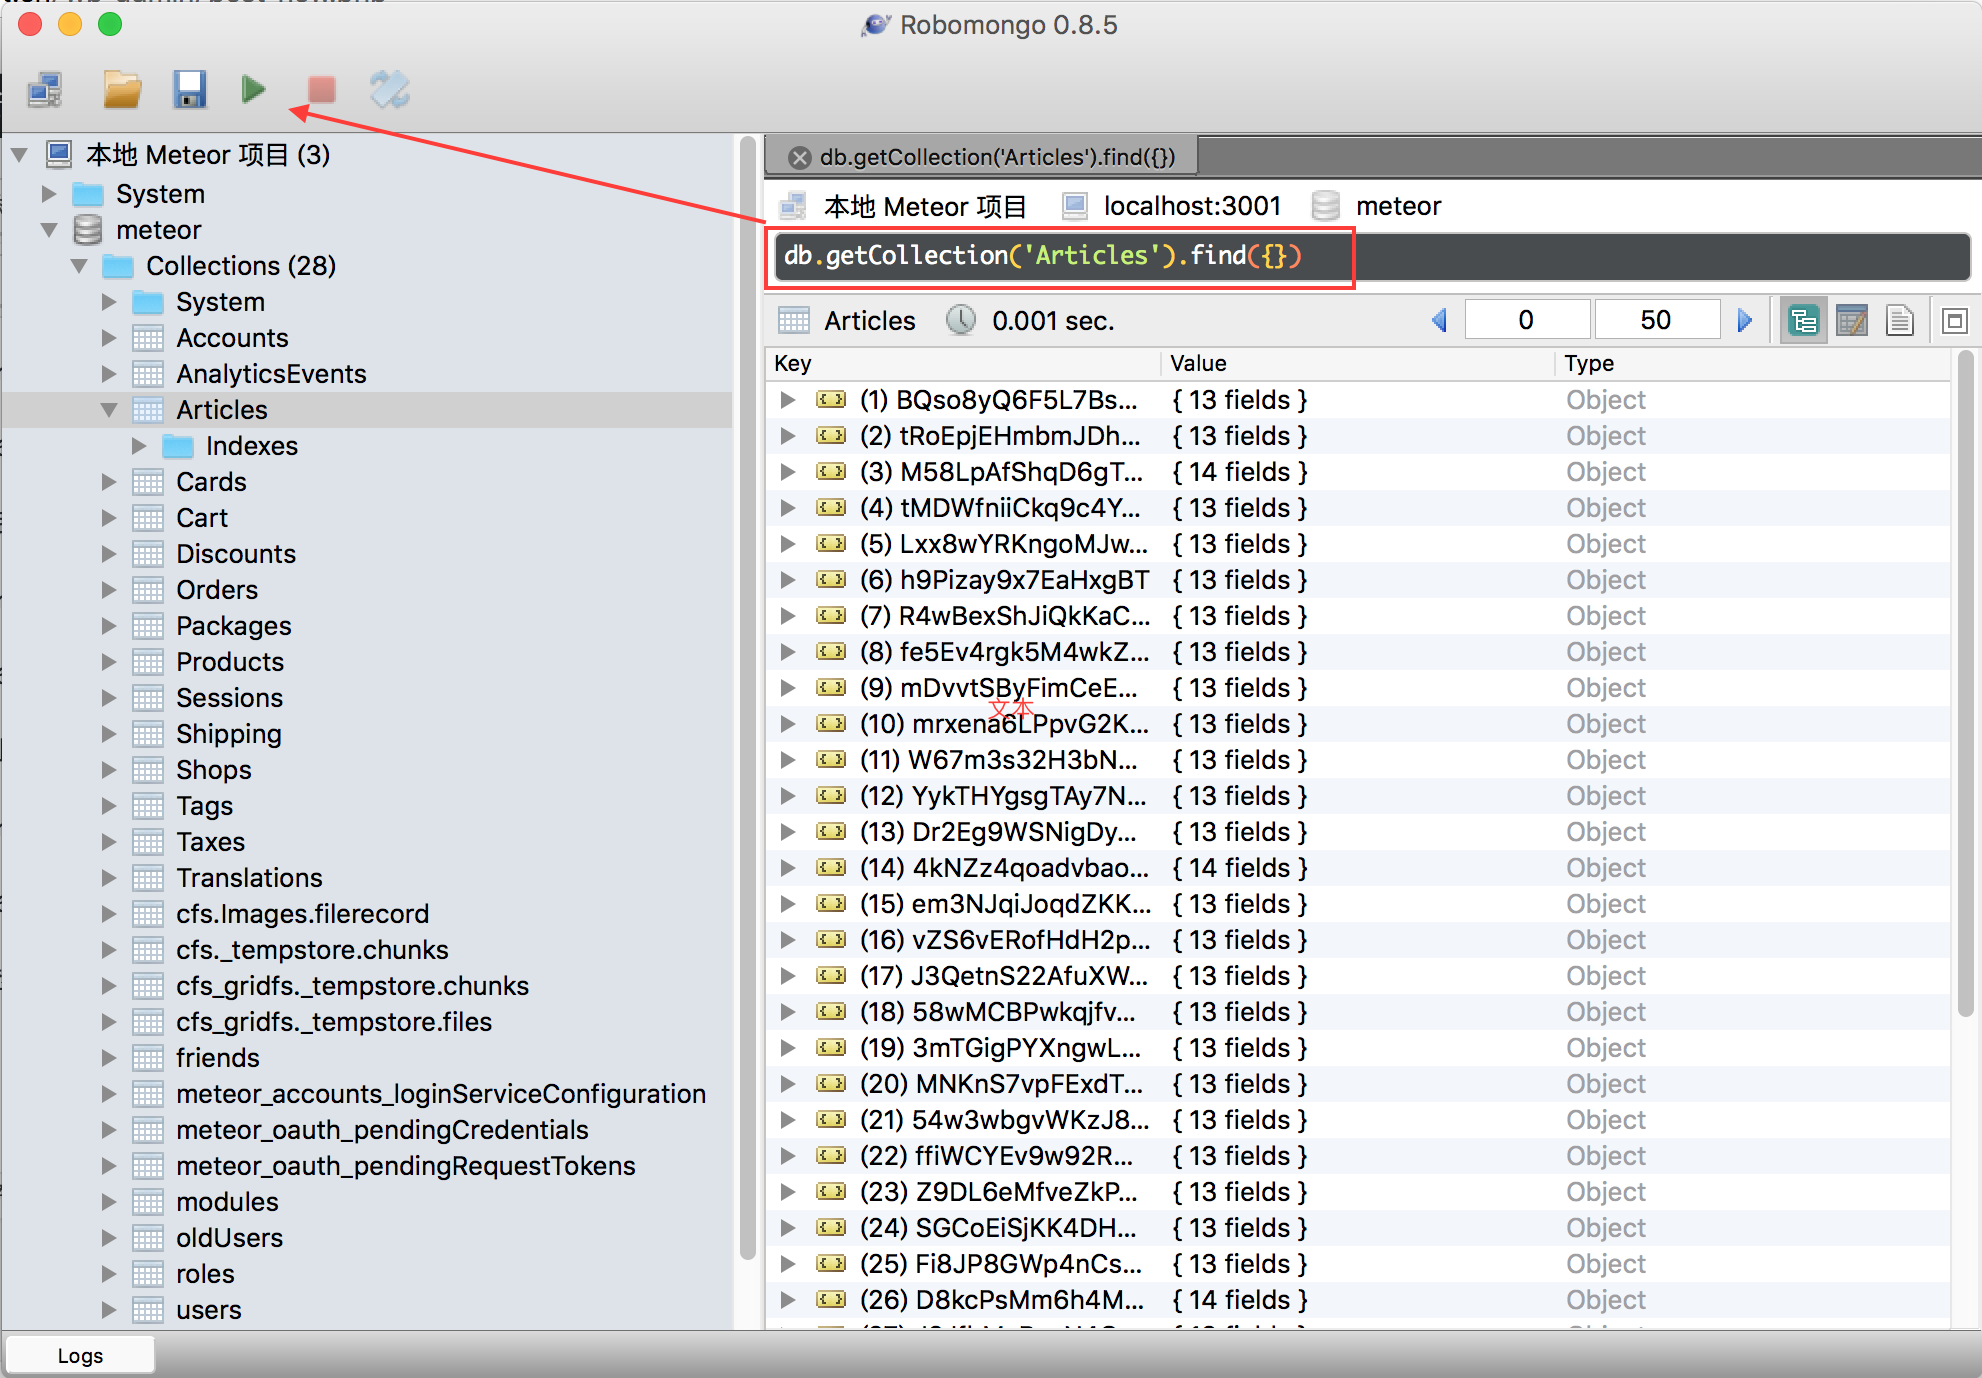 Robomongo 0.8.5
本地 Meteor 项目 (3)
System
meteor
Collections (28)
System
Accounts
AnalyticsEvents
Articles
Indexes
Cards
Cart
Discounts
Orders
Packages
Products
Sessions
Shipping
Shops
Tags
Taxes
Translations
cfs.Images.filerecord
cfs._tempstore.chunks
cfs_gridfs._tempstore.chunks
cfs_gridfs._tempstore.files
friends
meteor_accounts_loginServiceConfiguration
meteor_oauth_pendingCredentials
meteor_oauth_pendingRequestTokens
modules
oldUsers
roles
users
db.getCollection('Articles').find({})
本地 Meteor 项目 localhost:3001 meteor
db.getCollection('Articles').find({})
Articles 0.001 sec. 0 50
Key Value Type
(1) BQso8yQ6F5L7Bs... { 13 fields } Object
(2) tRoEpjEHmbmJDh... { 13 fields } Object
(3) M58LpAfShqD6gT... { 14 fields } Object
(4) tMDWfniiCkq9c4Y... { 13 fields } Object
(5) Lxx8wYRKngoMJw... { 13 fields } Object
(6) h9Pizay9x7EaHxgBT { 13 fields } Object
(7) R4wBexShJiQkKaC... { 13 fields } Object
(8) fe5Ev4rgk5M4wkZ... { 13 fields } Object
(9) mDvvtSByFimCeE... { 13 fields } Object
文本
(10) mrxena6LPpvG2K... { 13 fields } Object
(11) W67m3s32H3bN... { 13 fields } Object
(12) YykTHYgsgTAy7N... { 13 fields } Object
(13) Dr2Eg9WSNigDy... { 13 fields } Object
(14) 4kNZz4qoadvbao... { 14 fields } Object
(15) em3NJqiJoqdZKK... { 13 fields } Object
(16) vZS6vERofHdH2p... { 13 fields } Object
(17) J3QetnS22AfuXW... { 13 fields } Object
(18) 58wMCBPwkqjfv... { 13 fields } Object
(19) 3mTGigPYXngwL... { 13 fields } Object
(20) MNKnS7vpFExdT... { 13 fields } Object
(21) 54w3wbgvWKzJ8... { 13 fields } Object
(22) ffiWCYEv9w92R... { 13 fields } Object
(23) Z9DL6eMfveZkP... { 13 fields } Object
(24) SGCoEiSjKK4DH... { 13 fields } Object
(25) Fi8JP8GWp4nCs... { 13 fields } Object
(26) D8kcPsMm6h4M... { 14 fields } Object
Logs